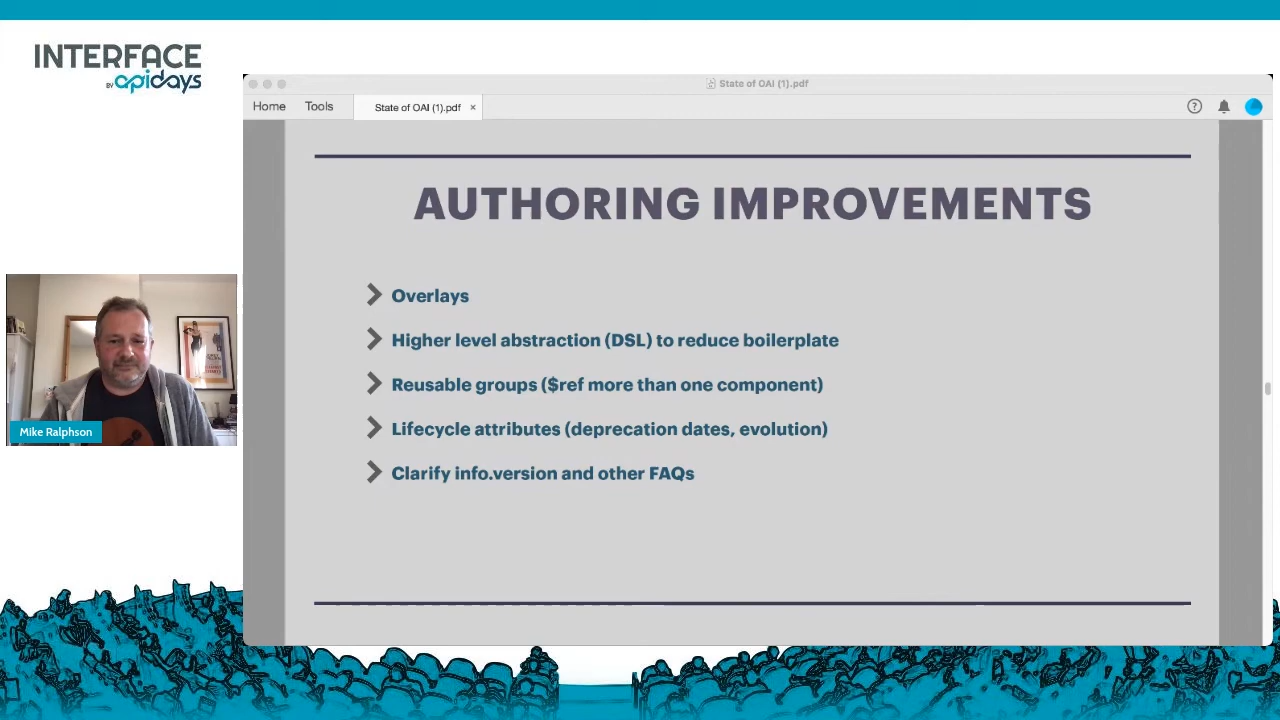 INTERFACE
BY apidays
State of OAI (1).pdf
Home Tools State of OAI (1).pdf ×
AUTHORING IMPROVEMENTS
Overlays
Higher level abstraction (DSL) to reduce boilerplate
Reusable groups ($ref more than one component)
Lifecycle attributes (deprecation dates, evolution)
Clarify info.version and other FAQs
Mike Ralphson